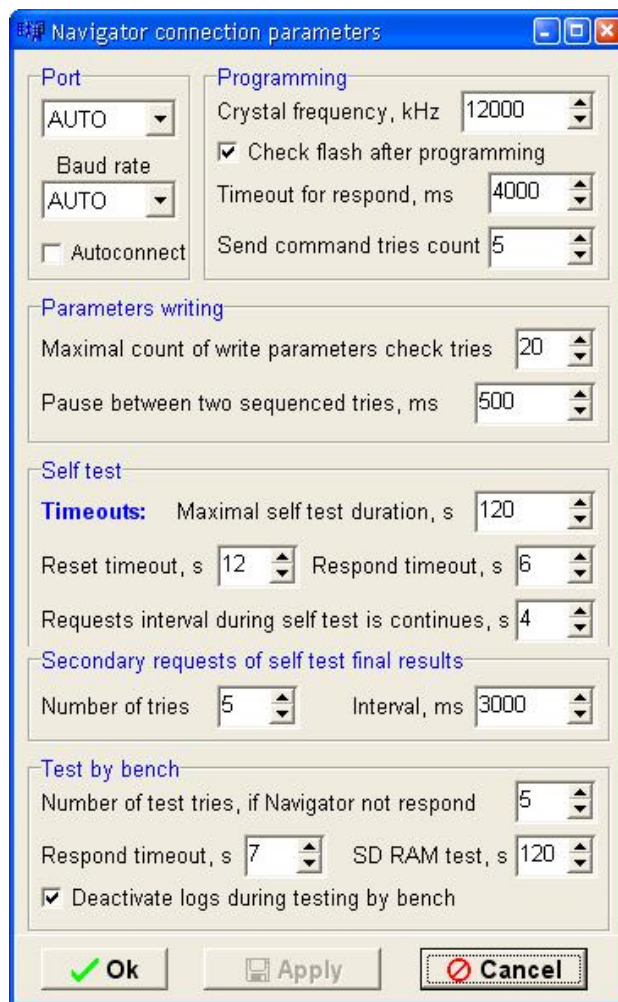 Navigator connection parameters
Port
AUTO
Baud rate
AUTO
Autoconnect
Programming
Crystal frequency, kHz 12000
Check flash after programming
Timeout for respond, ms 4000
Send command tries count 5
Parameters writing
Maximal count of write parameters check tries 20
Pause between two sequenced tries, ms 500
Self test
Timeouts: Maximal self test duration, s 120
Reset timeout, s 12 Respond timeout, s 6
Requests interval during self test is continues, s 4
Secondary requests of self test final results
Number of tries 5 Interval, ms 3000
Test by bench
Number of test tries, if Navigator not respond 5
Respond timeout, s 7 SD RAM test, s 120
Deactivate logs during testing by bench
Ok Apply Cancel